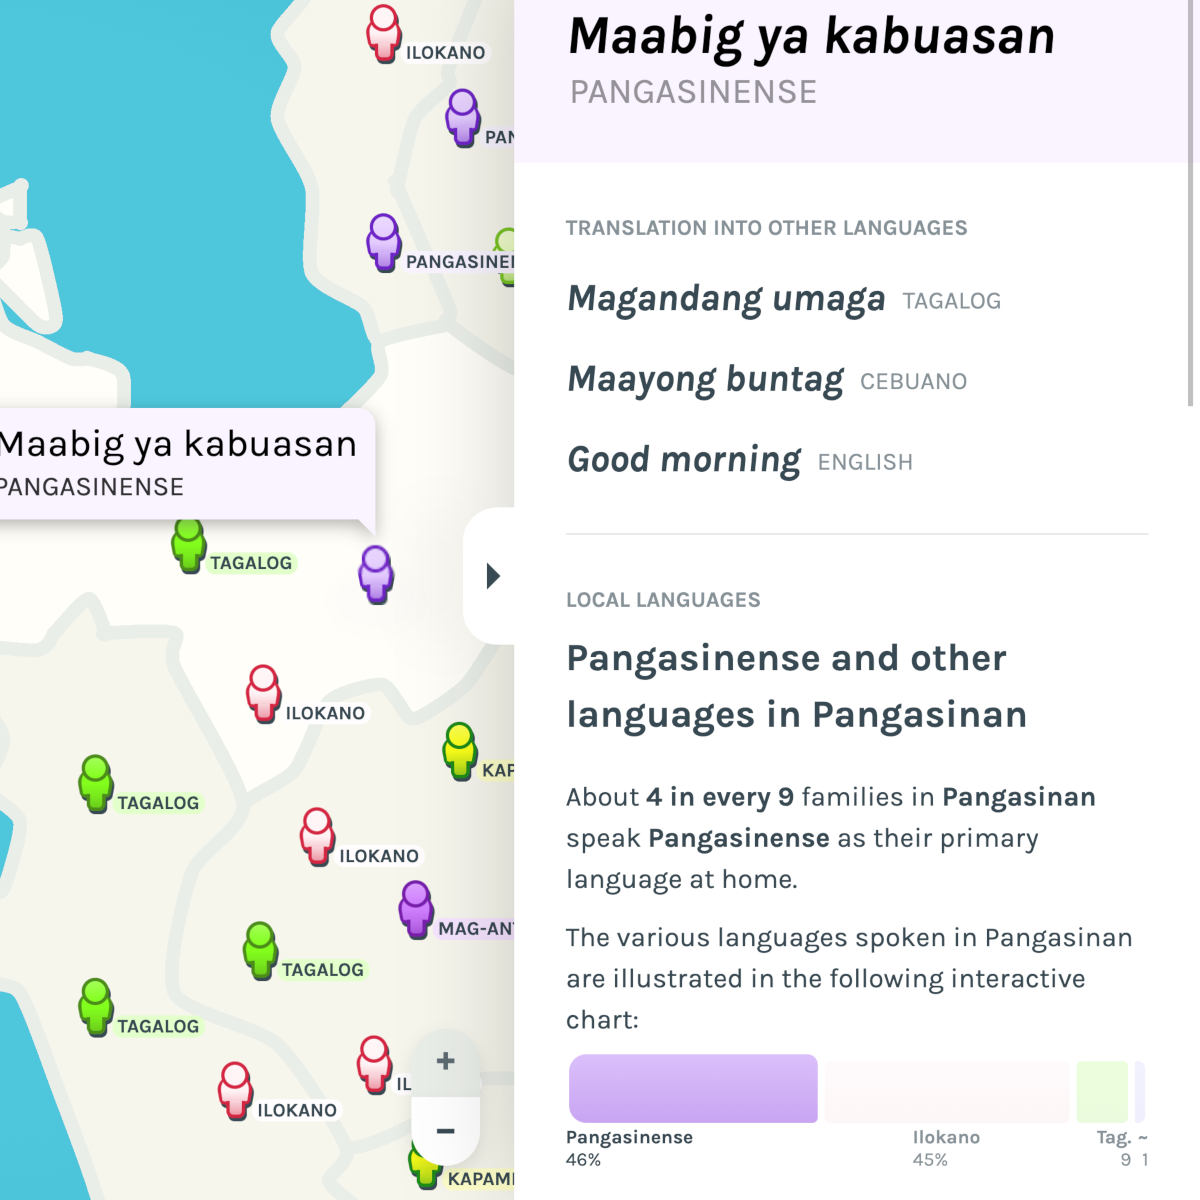 ILOKANO
PAN
PANGASINEN
Maabig ya kabuasan
PANGASINENSE
TAGALOG
ILOKANO
KAP
TAGALOG
ILOKANO
MAG-AN
TAGALOG
TAGALOG
IL
ILOKANO
+
−
KAPAM
Maabig ya kabuasan
PANGASINENSE
TRANSLATION INTO OTHER LANGUAGES
Magandang umaga TAGALOG
Maayong buntag CEBUANO
Good morning ENGLISH
LOCAL LANGUAGES
Pangasinense and other
languages in Pangasinan
About 4 in every 9 families in Pangasinan
speak Pangasinense as their primary
language at home.
The various languages spoken in Pangasinan
are illustrated in the following interactive
chart:
Pangasinense Ilokano Tag. ~
46% 45% 9 1